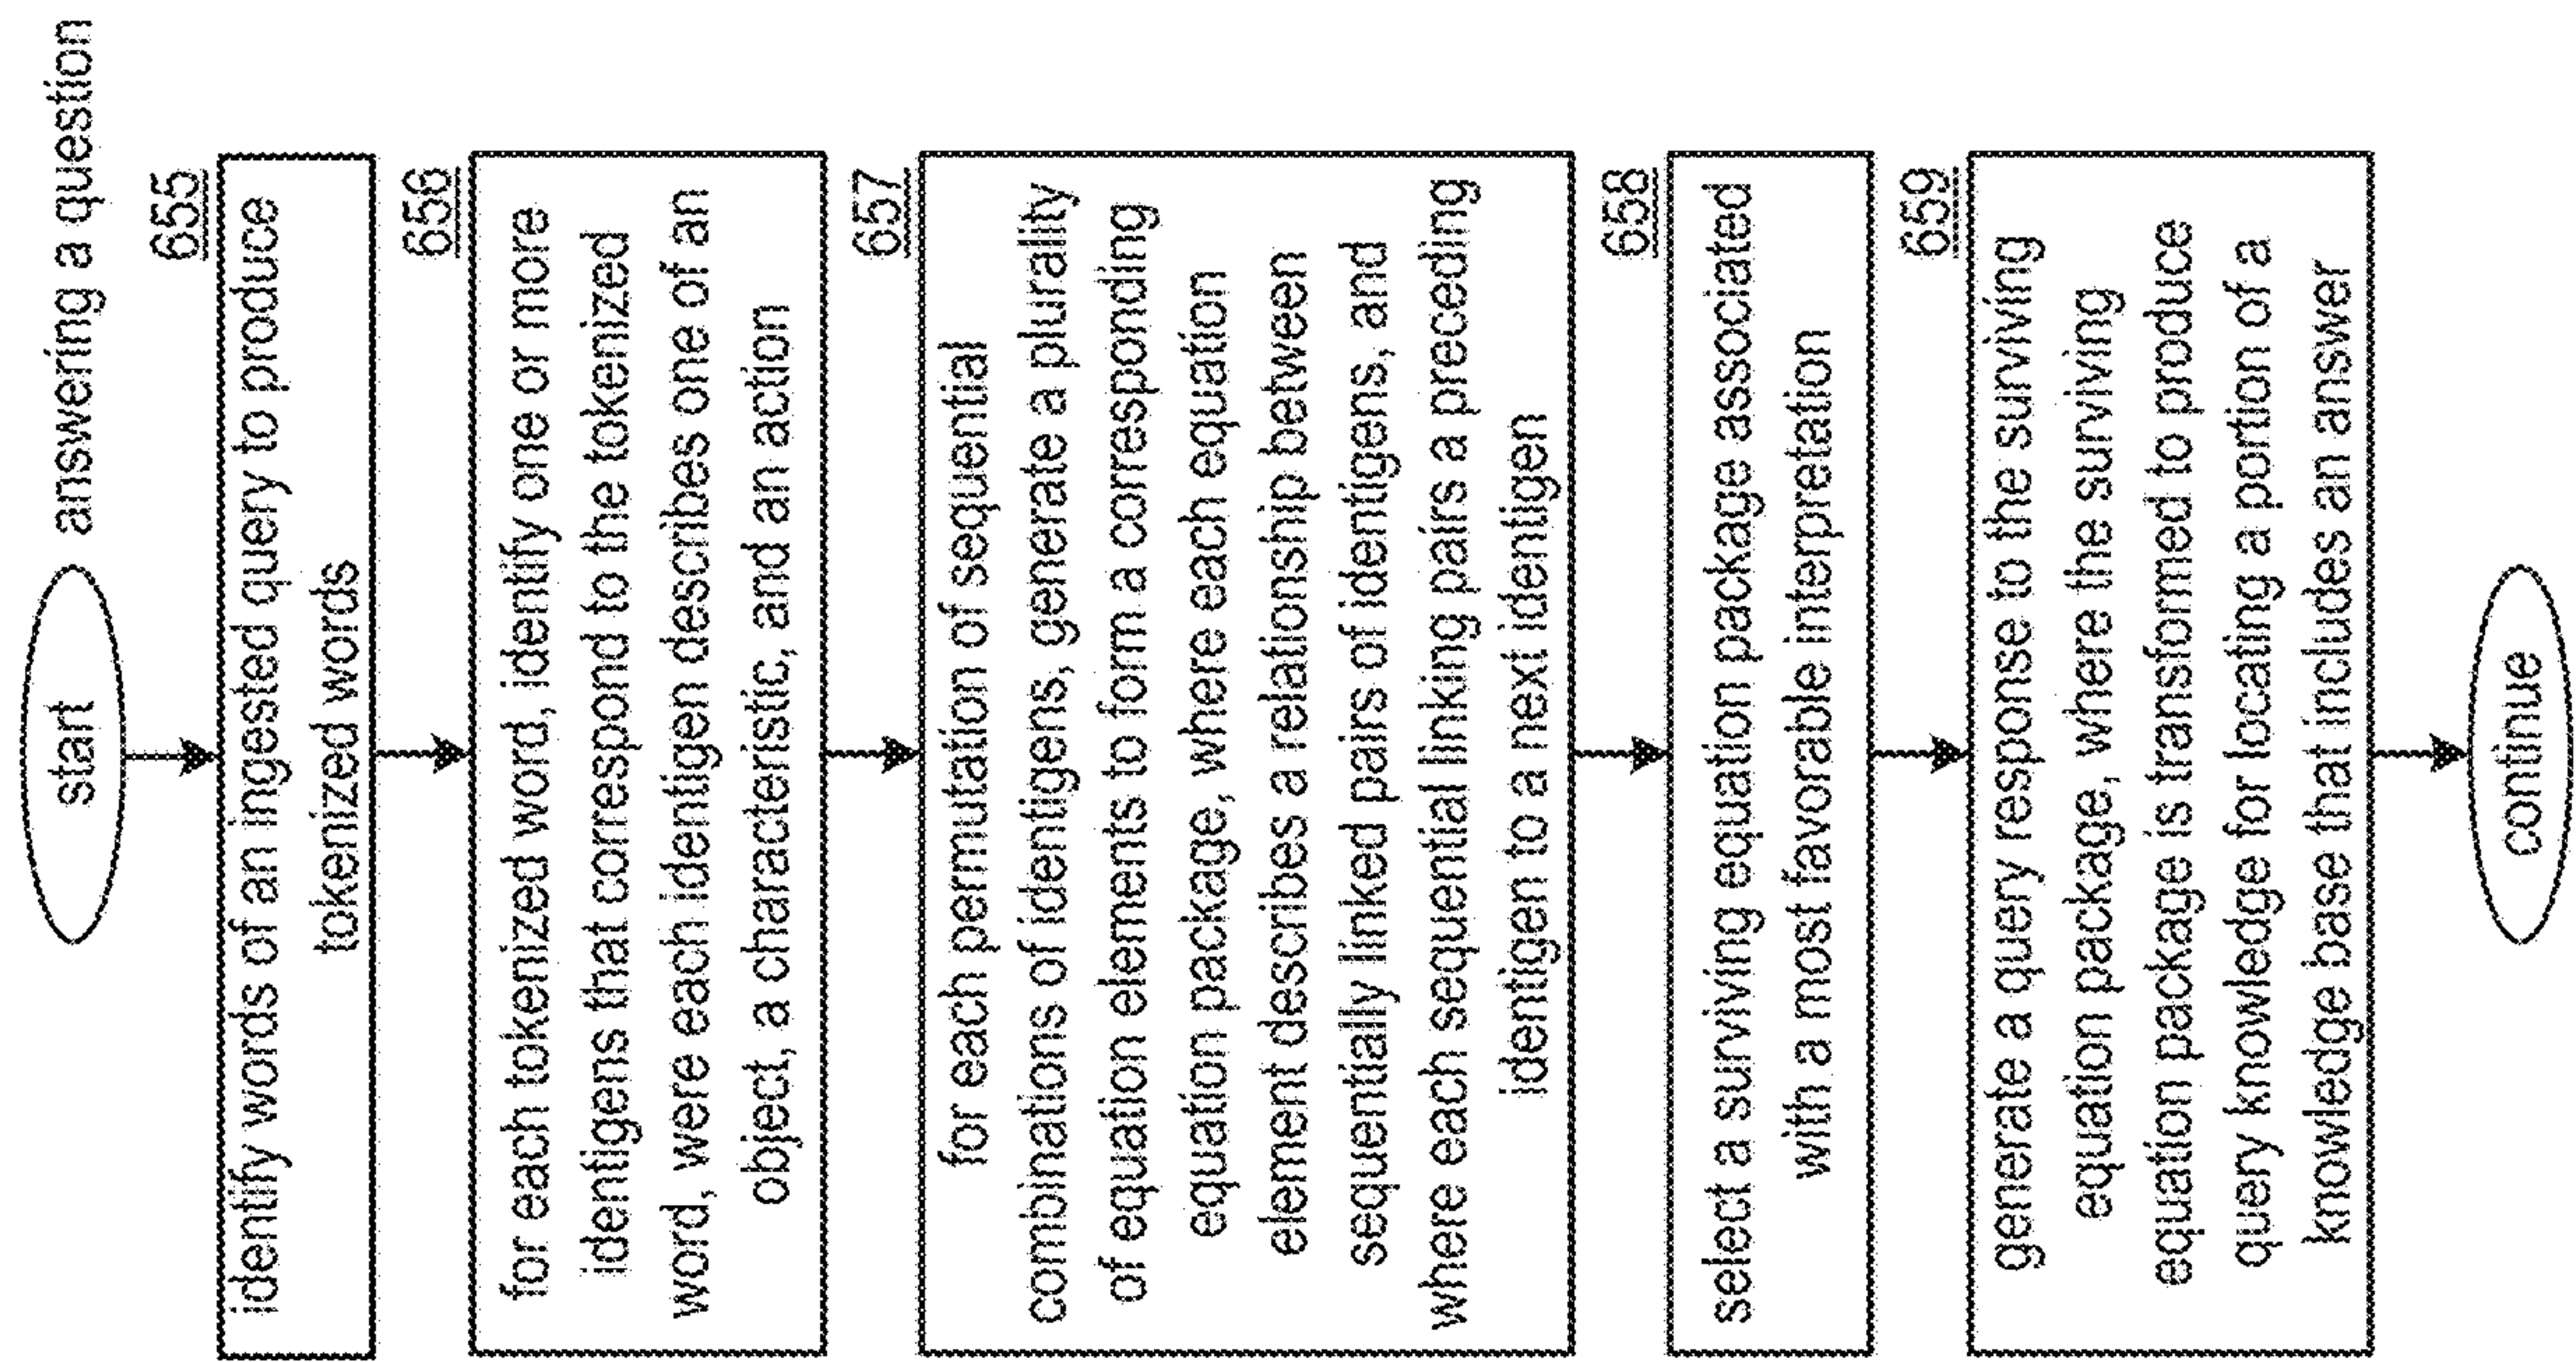 start
answering a question
655
identify words of an ingested query to produce
tokenized words
656
for each tokenized word, identify one or more
identigens that correspond to the tokenized
word, were each identigen describes one of an
object, a characteristic, and an action
657
for each permutation of sequential
combinations of identigens, generate a plurality
of equation elements to form a corresponding
equation package, where each equation
element describes a relationship between
sequentially linked pairs of identigens, and
where each sequential linking pairs a preceding
identigen to a next identigen
658
select a surviving equation package associated
with a most favorable interpretation
659
generate a query response to the surviving
equation package, where the surviving
equation package is transformed to produce
query knowledge for locating a portion of a
knowledge base that includes an answer
continue